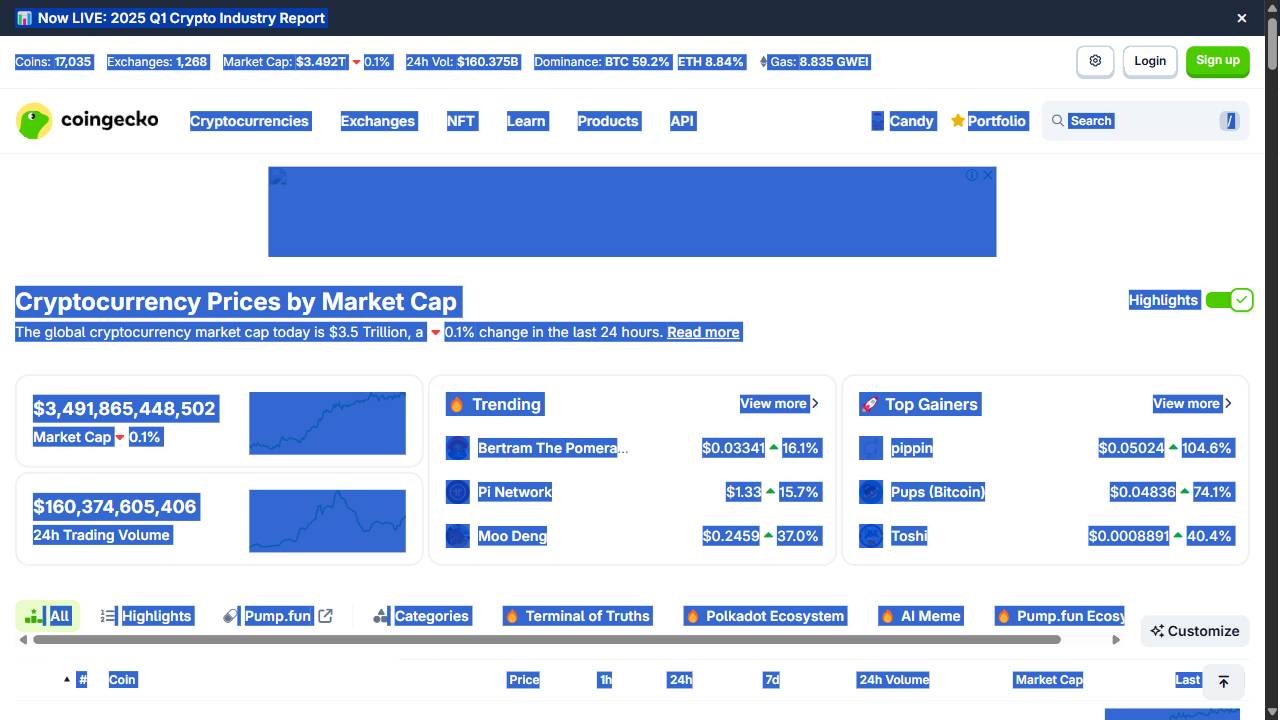 Now LIVE: 2025 Q1 Crypto Industry Report
Coins: 17,035 Exchanges: 1,268 Market Cap: $3.492T 0.1% 24h Vol: $160.375B Dominance: BTC 59.2% ETH 8.84% Gas: 8.835 GWEI
Login Sign up
coingecko Cryptocurrencies Exchanges NFT Learn Products API Candy Portfolio Search /
Cryptocurrency Prices by Market Cap
Highlights
The global cryptocurrency market cap today is $3.5 Trillion, a 0.1% change in the last 24 hours. Read more
$3,491,865,448,502
Market Cap 0.1%
$160,374,605,406
24h Trading Volume
Trending View more
Bertram The Pomera... $0.03341 16.1%
Pi Network $1.33 15.7%
Moo Deng $0.2459 37.0%
Top Gainers View more
pippin $0.05024 104.6%
Pups (Bitcoin) $0.04836 74.1%
Toshi $0.0008891 40.4%
All Highlights Pump.fun Categories Terminal of Truths Polkadot Ecosystem AI Meme Pump.fun Ecosy
Customize
# Coin Price 1h 24h 7d 24h Volume Market Cap Last